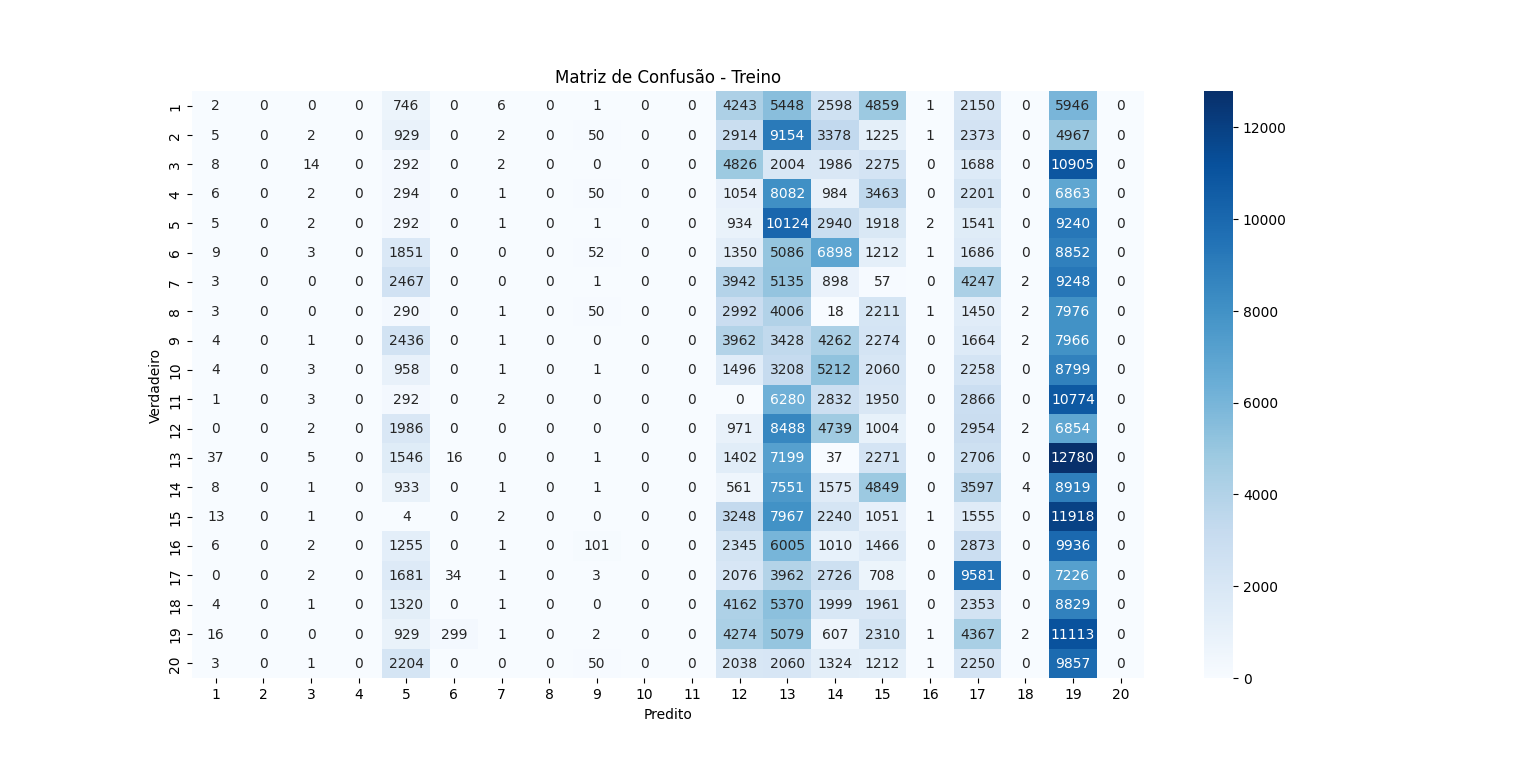 Matriz de Confusão - Treino
Verdadeiro
1 2 0 0 0 746 0 6 0 1 0 0 4243 5448 2598 4859 1 2150 0 5946 0
2 5 0 2 0 929 0 2 0 50 0 0 2914 9154 3378 1225 1 2373 0 4967 0
3 8 0 14 0 292 0 2 0 0 0 0 4826 2004 1986 2275 0 1688 0 10905 0
4 6 0 2 0 294 0 1 0 50 0 0 1054 8082 984 3463 0 2201 0 6863 0
5 5 0 2 0 292 0 1 0 1 0 0 934 10124 2940 1918 2 1541 0 9240 0
6 9 0 3 0 1851 0 0 0 52 0 0 1350 5086 6898 1212 1 1686 0 8852 0
7 3 0 0 0 2467 0 0 0 1 0 0 3942 5135 898 57 0 4247 2 9248 0
8 3 0 0 0 290 0 1 0 50 0 0 2992 4006 18 2211 1 1450 2 7976 0
9 4 0 1 0 2436 0 1 0 0 0 0 3962 3428 4262 2274 0 1664 2 7966 0
10 4 0 3 0 958 0 1 0 1 0 0 1496 3208 5212 2060 0 2258 0 8799 0
11 1 0 3 0 292 0 2 0 0 0 0 0 6280 2832 1950 0 2866 0 10774 0
12 0 0 2 0 1986 0 0 0 0 0 0 971 8488 4739 1004 0 2954 2 6854 0
13 37 0 5 0 1546 16 0 0 1 0 0 1402 7199 37 2271 0 2706 0 12780 0
14 8 0 1 0 933 0 1 0 1 0 0 561 7551 1575 4849 0 3597 4 8919 0
15 13 0 1 0 4 0 2 0 0 0 0 3248 7967 2240 1051 1 1555 0 11918 0
16 6 0 2 0 1255 0 1 0 101 0 0 2345 6005 1010 1466 0 2873 0 9936 0
17 0 0 2 0 1681 34 1 0 3 0 0 2076 3962 2726 708 0 9581 0 7226 0
18 4 0 1 0 1320 0 1 0 0 0 0 4162 5370 1999 1961 0 2353 0 8829 0
19 16 0 0 0 929 299 1 0 2 0 0 4274 5079 607 2310 1 4367 2 11113 0
20 3 0 1 0 2204 0 0 0 50 0 0 2038 2060 1324 1212 1 2250 0 9857 0
1 2 3 4 5 6 7 8 9 10 11 12 13 14 15 16 17 18 19 20
Predito
12000
10000
8000
6000
4000
2000
0